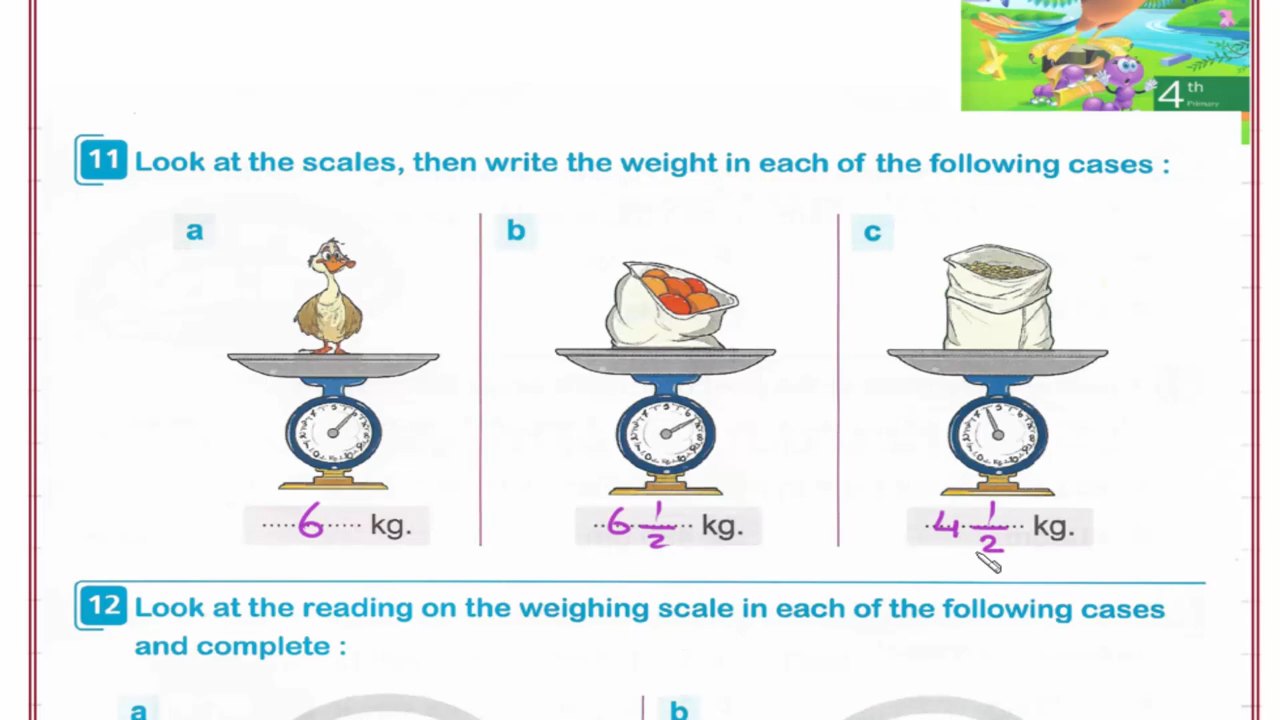 4th
Primary
11 Look at the scales, then write the weight in each of the following cases :
a b c
.....6..... kg. ..6 1/2... kg. .4 1/2.. kg.
12 Look at the reading on the weighing scale in each of the following cases
and complete :
a b